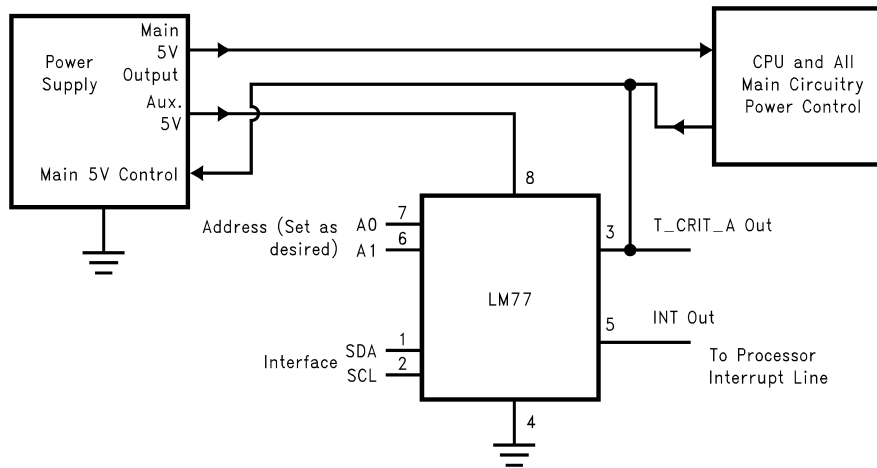 Main
5V
Output
Power
Supply
Aux.
5V
Main 5V Control
CPU and All
Main Circuitry
Power Control
8
Address (Set as
desired)
A0
7
A1
6
3
T_CRIT_A Out
LM77
5
INT Out
To Processor
Interrupt Line
Interface
SDA
1
SCL
2
4